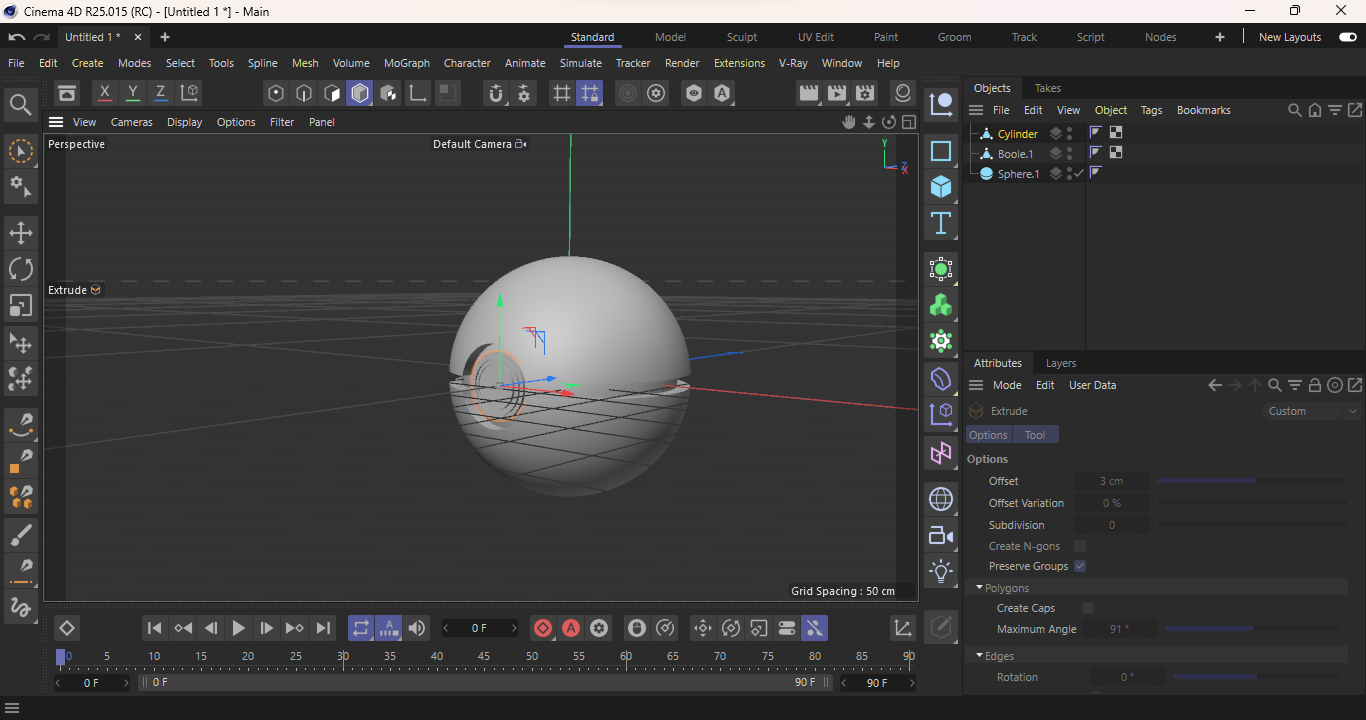 Cinema 4D R25.015 (RC) - [Untitled 1 *] - Main
Untitled 1 * Standard Model Sculpt UV Edit Paint Groom Track Script Nodes New Layouts
File Edit Create Modes Select Tools Spline Mesh Volume MoGraph Character Animate Simulate Tracker Render Extensions V-Ray Window Help
X Y Z
View Cameras Display Options Filter Panel
Perspective
Default Camera
Y
Z
X
Extrude
Grid Spacing : 50 cm
Objects Takes
File Edit View Object Tags Bookmarks
Cylinder
Boole.1
Sphere.1
Attributes Layers
Mode Edit User Data
Extrude Custom
Options Tool
Options
Offset 3 cm
Offset Variation 0 %
Subdivision 0
Create N-gons
Preserve Groups
Polygons
Create Caps
Maximum Angle 91 °
Edges
Rotation 0 °
0 F
0 5 10 15 20 25 30 35 40 45 50 55 60 65 70 75 80 85 90
0 F 0 F 90 F 90 F